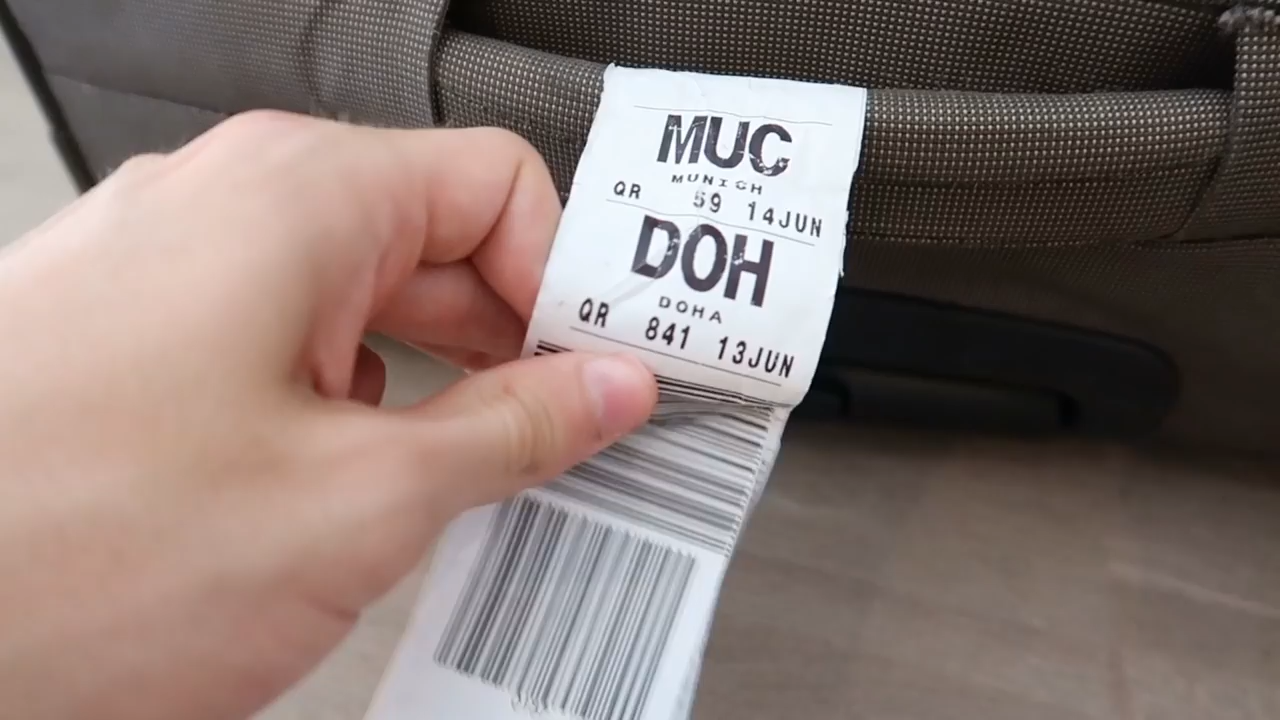 MUC
MUNICH
QR 59 14JUN
DOH
DOHA
QR 841 13JUN